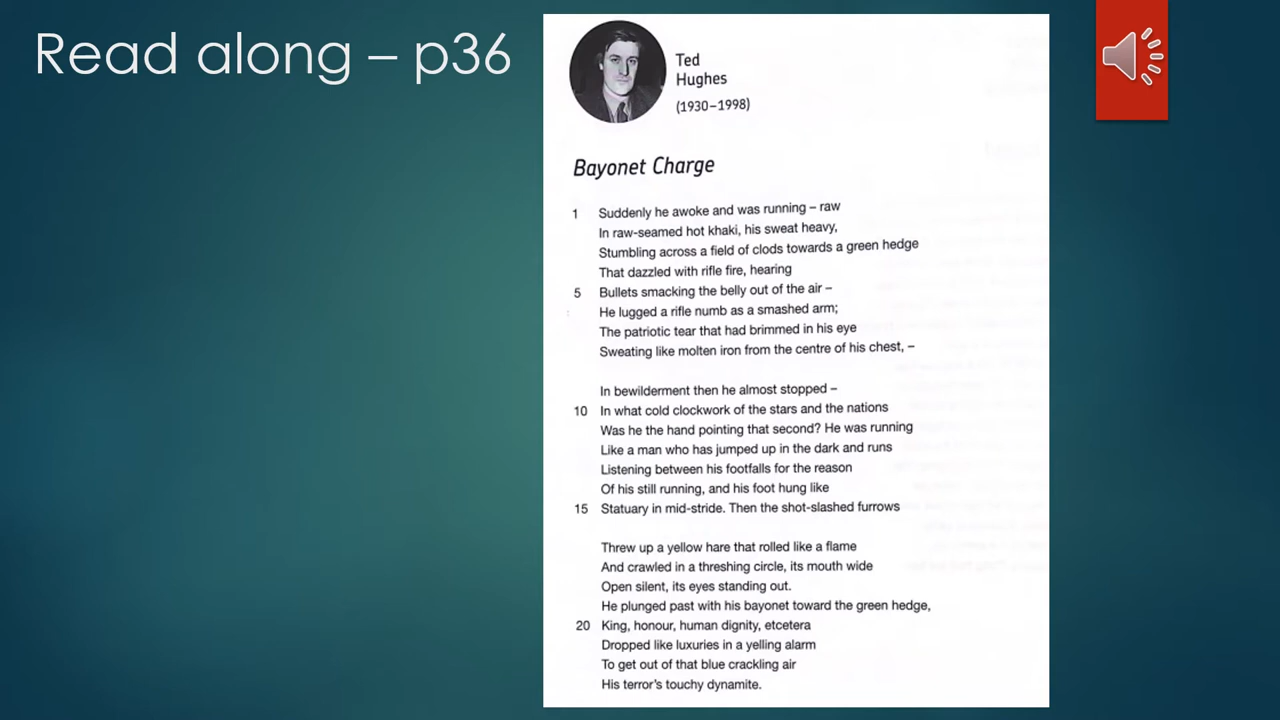 Read along – p36
Ted
Hughes
(1930–1998)
Bayonet Charge
1 Suddenly he awoke and was running – raw
In raw-seamed hot khaki, his sweat heavy,
Stumbling across a field of clods towards a green hedge
That dazzled with rifle fire, hearing
5 Bullets smacking the belly out of the air –
He lugged a rifle numb as a smashed arm;
The patriotic tear that had brimmed in his eye
Sweating like molten iron from the centre of his chest, –
In bewilderment then he almost stopped –
10 In what cold clockwork of the stars and the nations
Was he the hand pointing that second? He was running
Like a man who has jumped up in the dark and runs
Listening between his footfalls for the reason
Of his still running, and his foot hung like
15 Statuary in mid-stride. Then the shot-slashed furrows
Threw up a yellow hare that rolled like a flame
And crawled in a threshing circle, its mouth wide
Open silent, its eyes standing out.
He plunged past with his bayonet toward the green hedge,
20 King, honour, human dignity, etcetera
Dropped like luxuries in a yelling alarm
To get out of that blue crackling air
His terror's touchy dynamite.